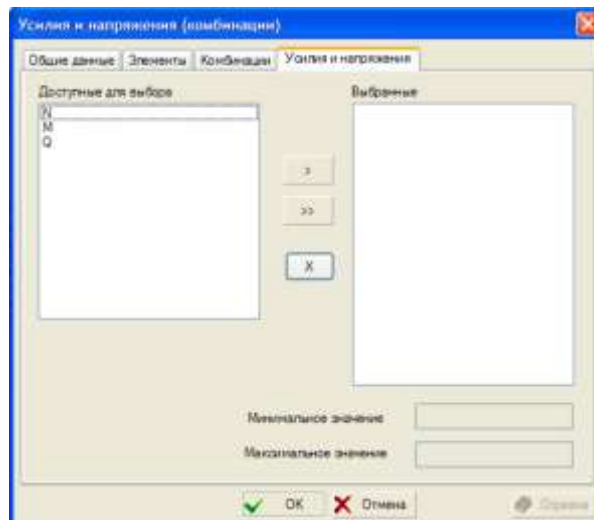 Усилия и напряжения (комбинации)
Общие данные Элементы Комбинации Усилия и напряжения
Доступные для выбора Выбранные
N
M
Q
>
>>
X
Минимальное значение
Максимальное значение
OK Отмена Справка